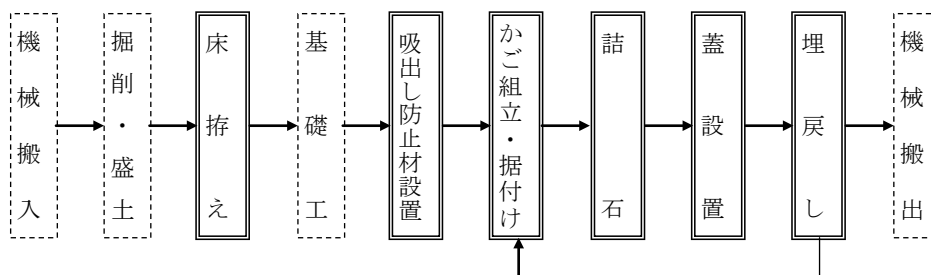 機械搬入
掘削・盛土
床拵え
基礎工
吸出し防止材設置
かご組立・据付け
詰石
蓋設置
埋戻し
機械搬出